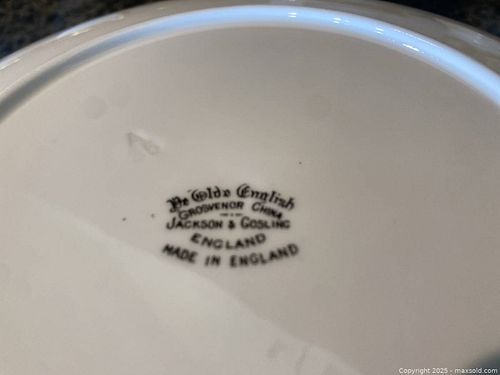 Ye Olde English
GROSVENOR CHINA
JACKSON & GOSLING
ENGLAND
MADE IN ENGLAND
Copyright 2025 - maxsold.com